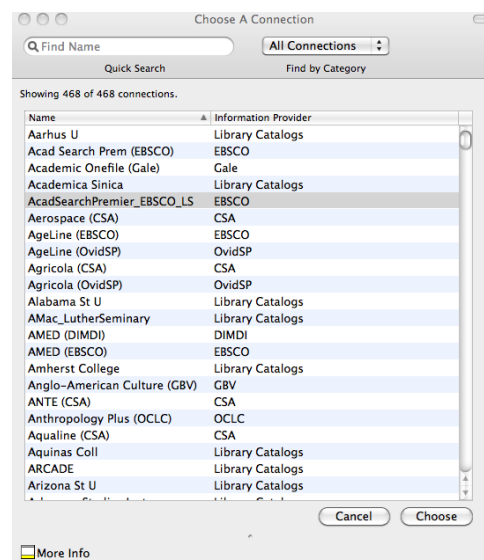 Choose A Connection
Find Name
All Connections
Quick Search
Find by Category
Showing 468 of 468 connections.
Name Information Provider
Aarhus U Library Catalogs
Acad Search Prem (EBSCO) EBSCO
Academic Onefile (Gale) Gale
Academica Sinica Library Catalogs
AcadSearchPremier_EBSCO_LS EBSCO
Aerospace (CSA) CSA
AgeLine (EBSCO) EBSCO
AgeLine (OvidSP) OvidSP
Agricola (CSA) CSA
Agricola (OvidSP) OvidSP
Alabama St U Library Catalogs
AMac_LutherSeminary Library Catalogs
AMED (DIMDI) DIMDI
AMED (EBSCO) EBSCO
Amherst College Library Catalogs
Anglo-American Culture (GBV) GBV
ANTE (CSA) CSA
Anthropology Plus (OCLC) OCLC
Aqualine (CSA) CSA
Aquinas Coll Library Catalogs
ARCADE Library Catalogs
Arizona St U Library Catalogs
Cancel Choose
More Info